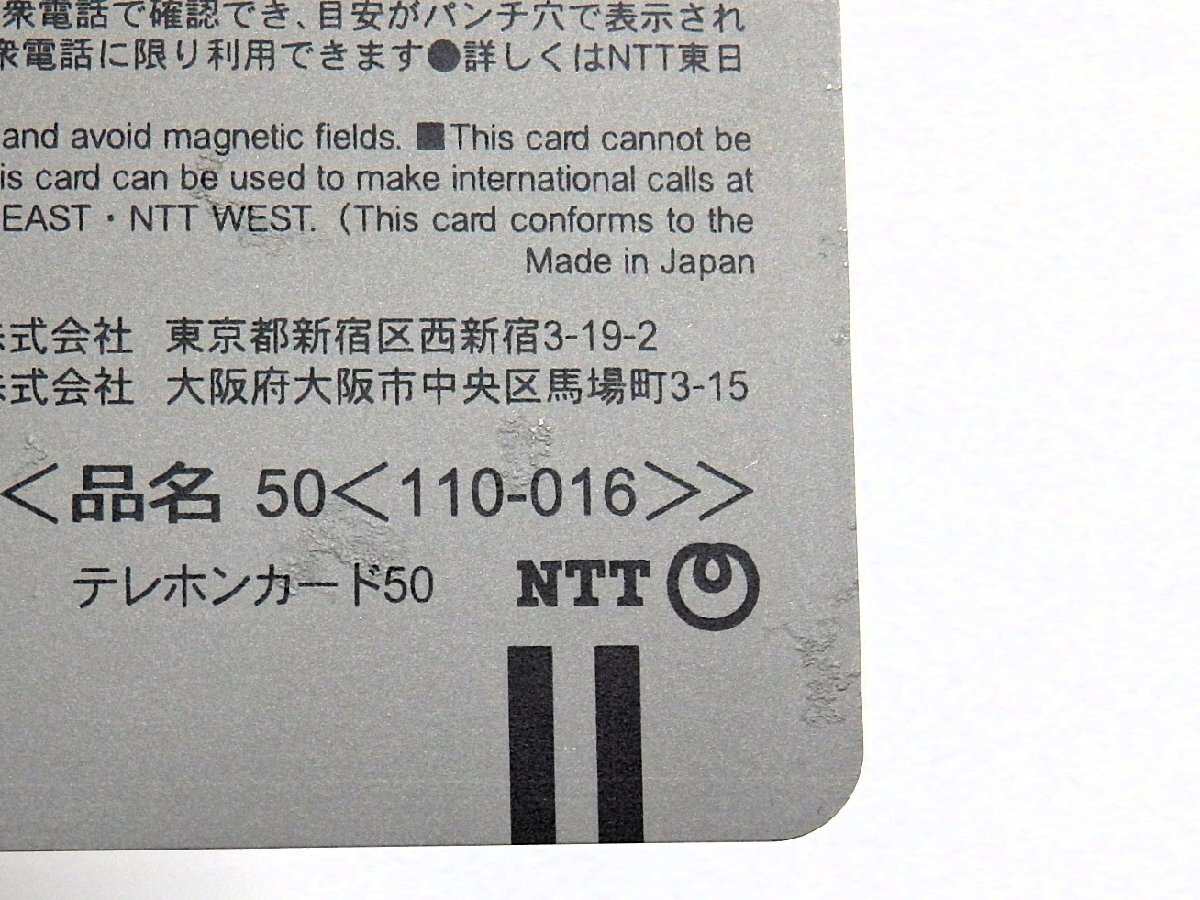 衆電話で確認でき、目安がパンチ穴で表示され
衆電話に限り利用できます●詳しくはNTT東日
and avoid magnetic fields. ■This card cannot be
is card can be used to make international calls at
EAST・NTT WEST. (This card conforms to the
Made in Japan
株式会社 東京都新宿区西新宿3-19-2
株式会社 大阪府大阪市中央区馬場町3-15
<品名 50<110-016>>
テレホンカード50 NTT